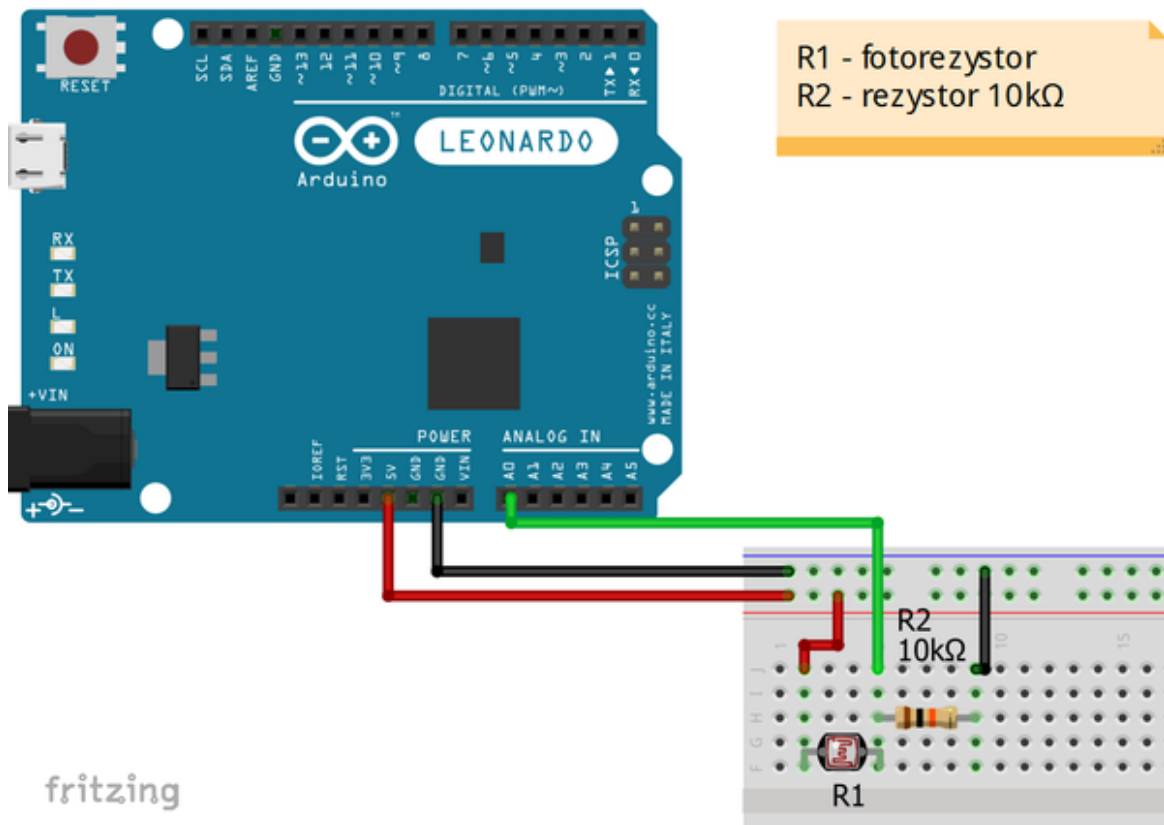 RESET
SCL
SDA
AREF
GND
~13
12
~11
~10
~9
8
7
~6
~5
4
~3
2
TX▶1
RX◀0
DIGITAL (PWM~)
R1 - fotorezystor
R2 - rezystor 10kΩ
™
LEONARDO
Arduino
1
ICSP
RX
TX
L
ON
www.arduino.cc
MADE IN ITALY
+VIN
POWER
ANALOG IN
IOREF
RST
3V3
5V
GND
GND
VIN
A0
A1
A2
A3
A4
A5
R2
10kΩ
1
10
15
J
I
H
G
F
R1
fritzing